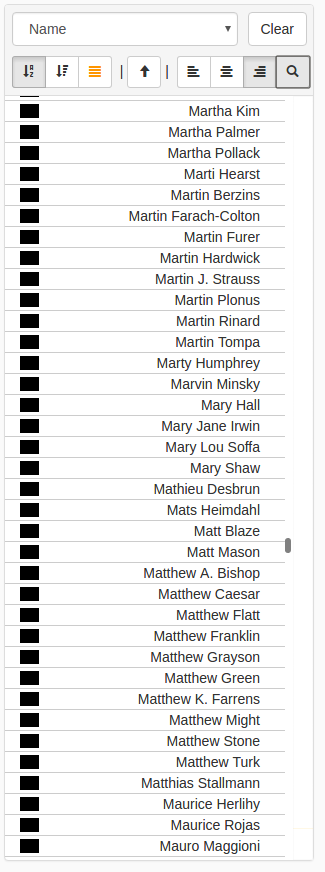 Name
Clear
Martha Kim
Martha Palmer
Martha Pollack
Marti Hearst
Martin Berzins
Martin Farach-Colton
Martin Furer
Martin Hardwick
Martin J. Strauss
Martin Plonus
Martin Rinard
Martin Tompa
Marty Humphrey
Marvin Minsky
Mary Hall
Mary Jane Irwin
Mary Lou Soffa
Mary Shaw
Mathieu Desbrun
Mats Heimdahl
Matt Blaze
Matt Mason
Matthew A. Bishop
Matthew Caesar
Matthew Flatt
Matthew Franklin
Matthew Grayson
Matthew Green
Matthew K. Farrens
Matthew Might
Matthew Stone
Matthew Turk
Matthias Stallmann
Maurice Herlihy
Maurice Rojas
Mauro Maggioni